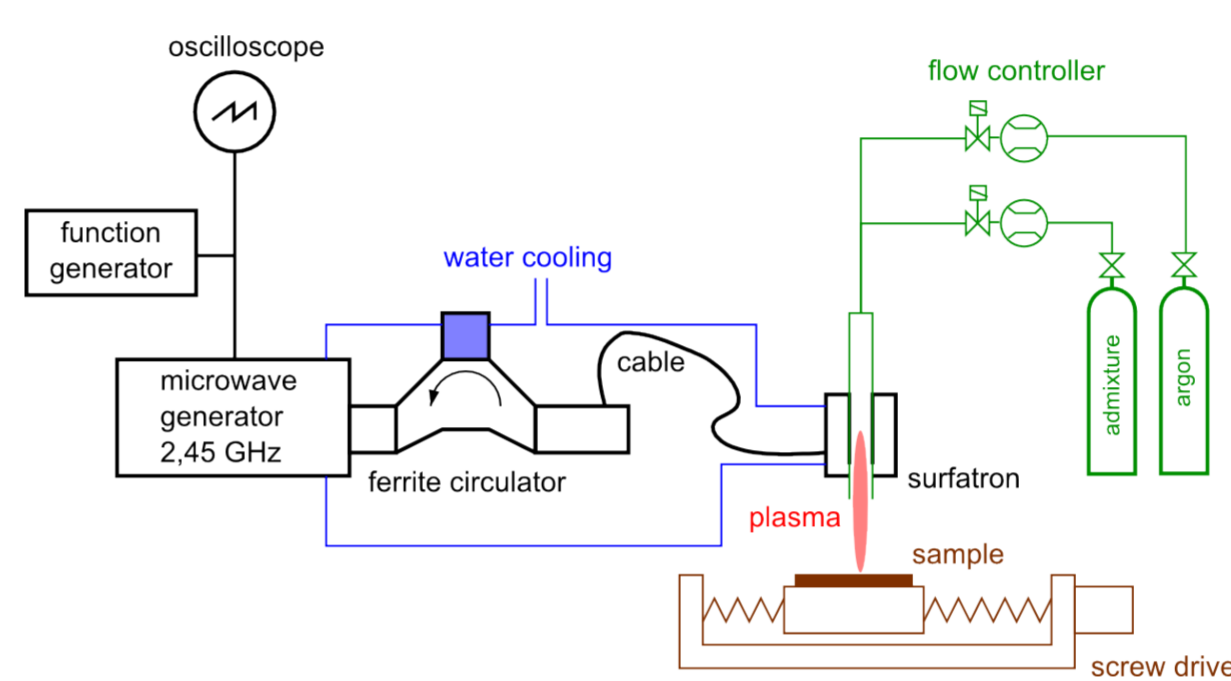 oscilloscope
flow controller
function
generator
water cooling
cable
microwave
generator
2,45 GHz
ferrite circulator
admixture
argon
surfatron
plasma
sample
screw drive